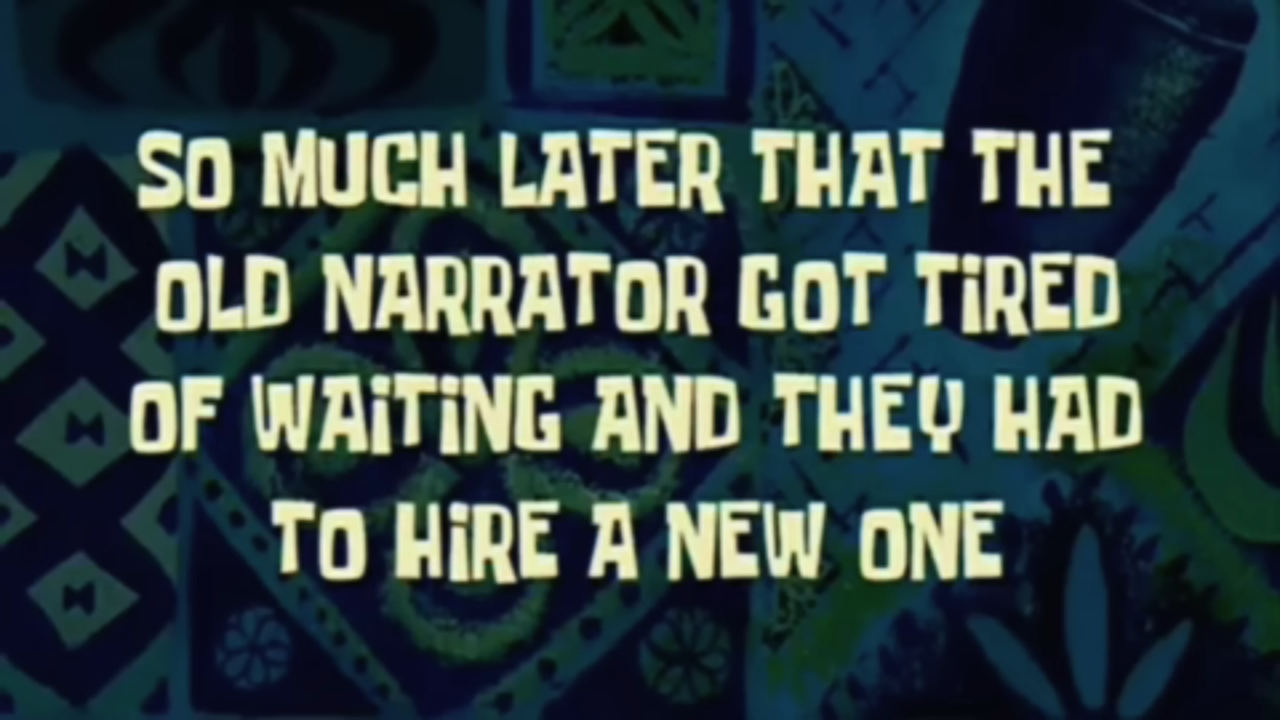 SO MUCH LATER THAT THE
OLD NARRATOR GOT TiRED
OF WAiTiNG AND THEY HAD
TO HiRE A NEW ONE